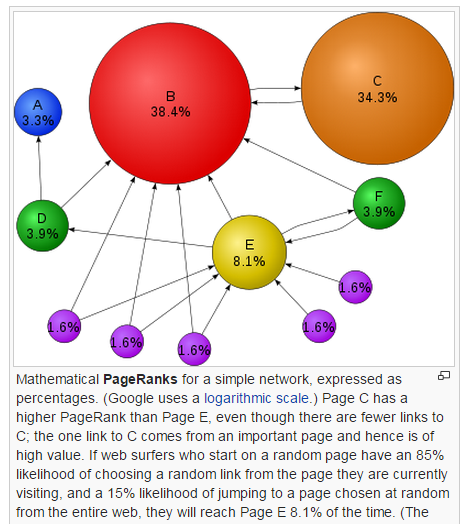 A
3.3%
B
38.4%
C
34.3%
D
3.9%
E
8.1%
F
3.9%
1.6%
1.6%
1.6%
1.6%
1.6%
Mathematical PageRanks for a simple network, expressed as
percentages. (Google uses a logarithmic scale.) Page C has a
higher PageRank than Page E, even though there are fewer links to
C; the one link to C comes from an important page and hence is of
high value. If web surfers who start on a random page have an 85%
likelihood of choosing a random link from the page they are currently
visiting, and a 15% likelihood of jumping to a page chosen at random
from the entire web, they will reach Page E 8.1% of the time. (The